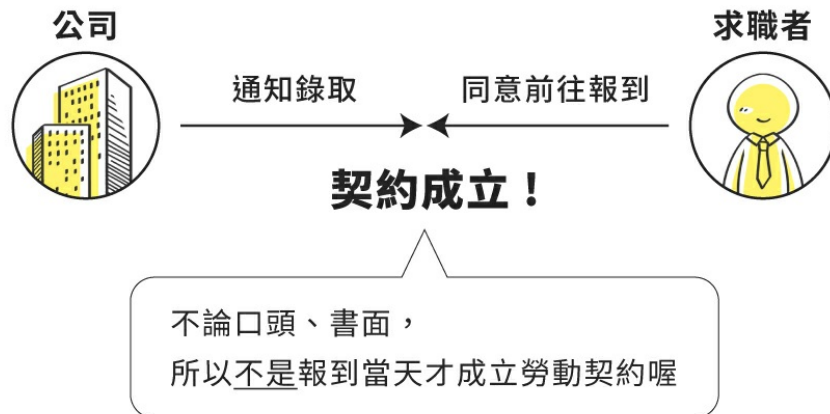 公司
求職者
通知錄取
同意前往報到
契約成立！
不論口頭、書面，
所以不是報到當天才成立勞動契約喔